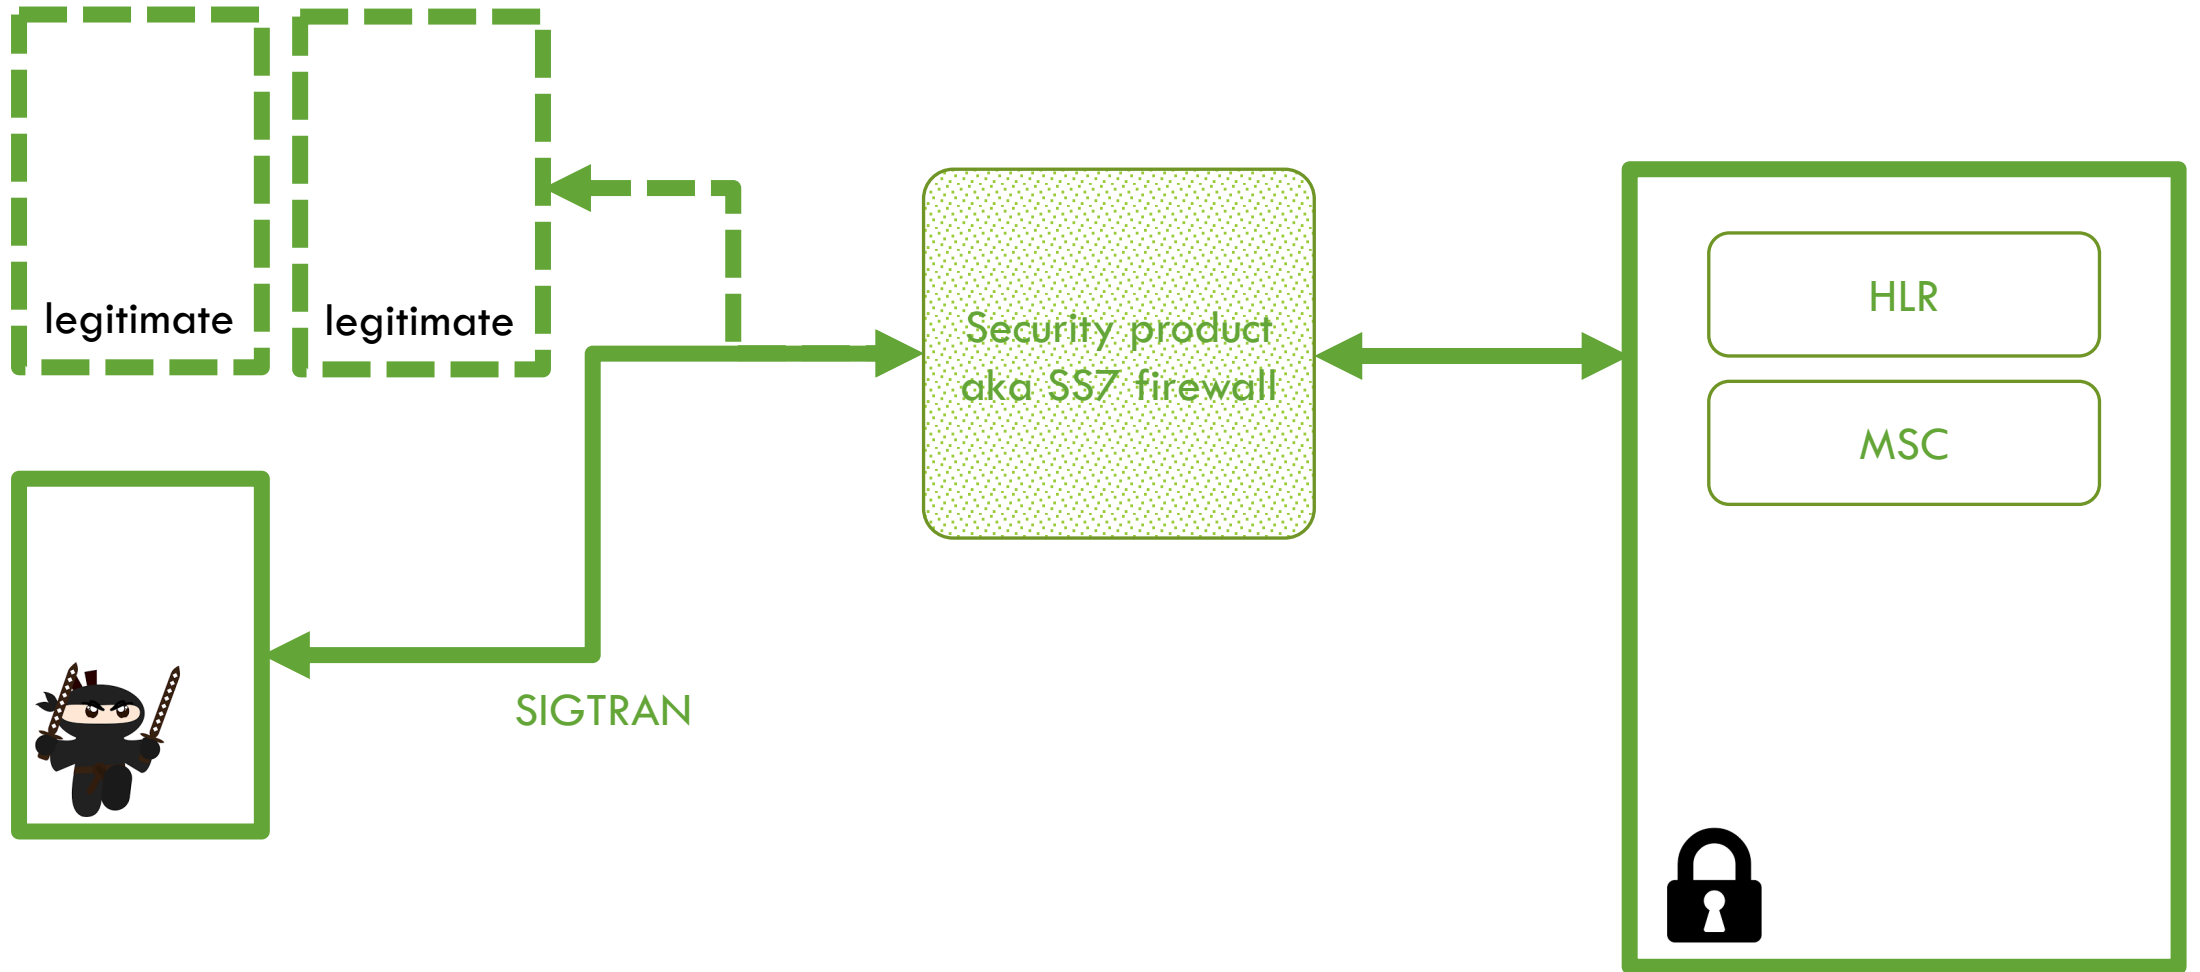 legitimate
legitimate
Security product
aka SS7 firewall
HLR
MSC
SIGTRAN